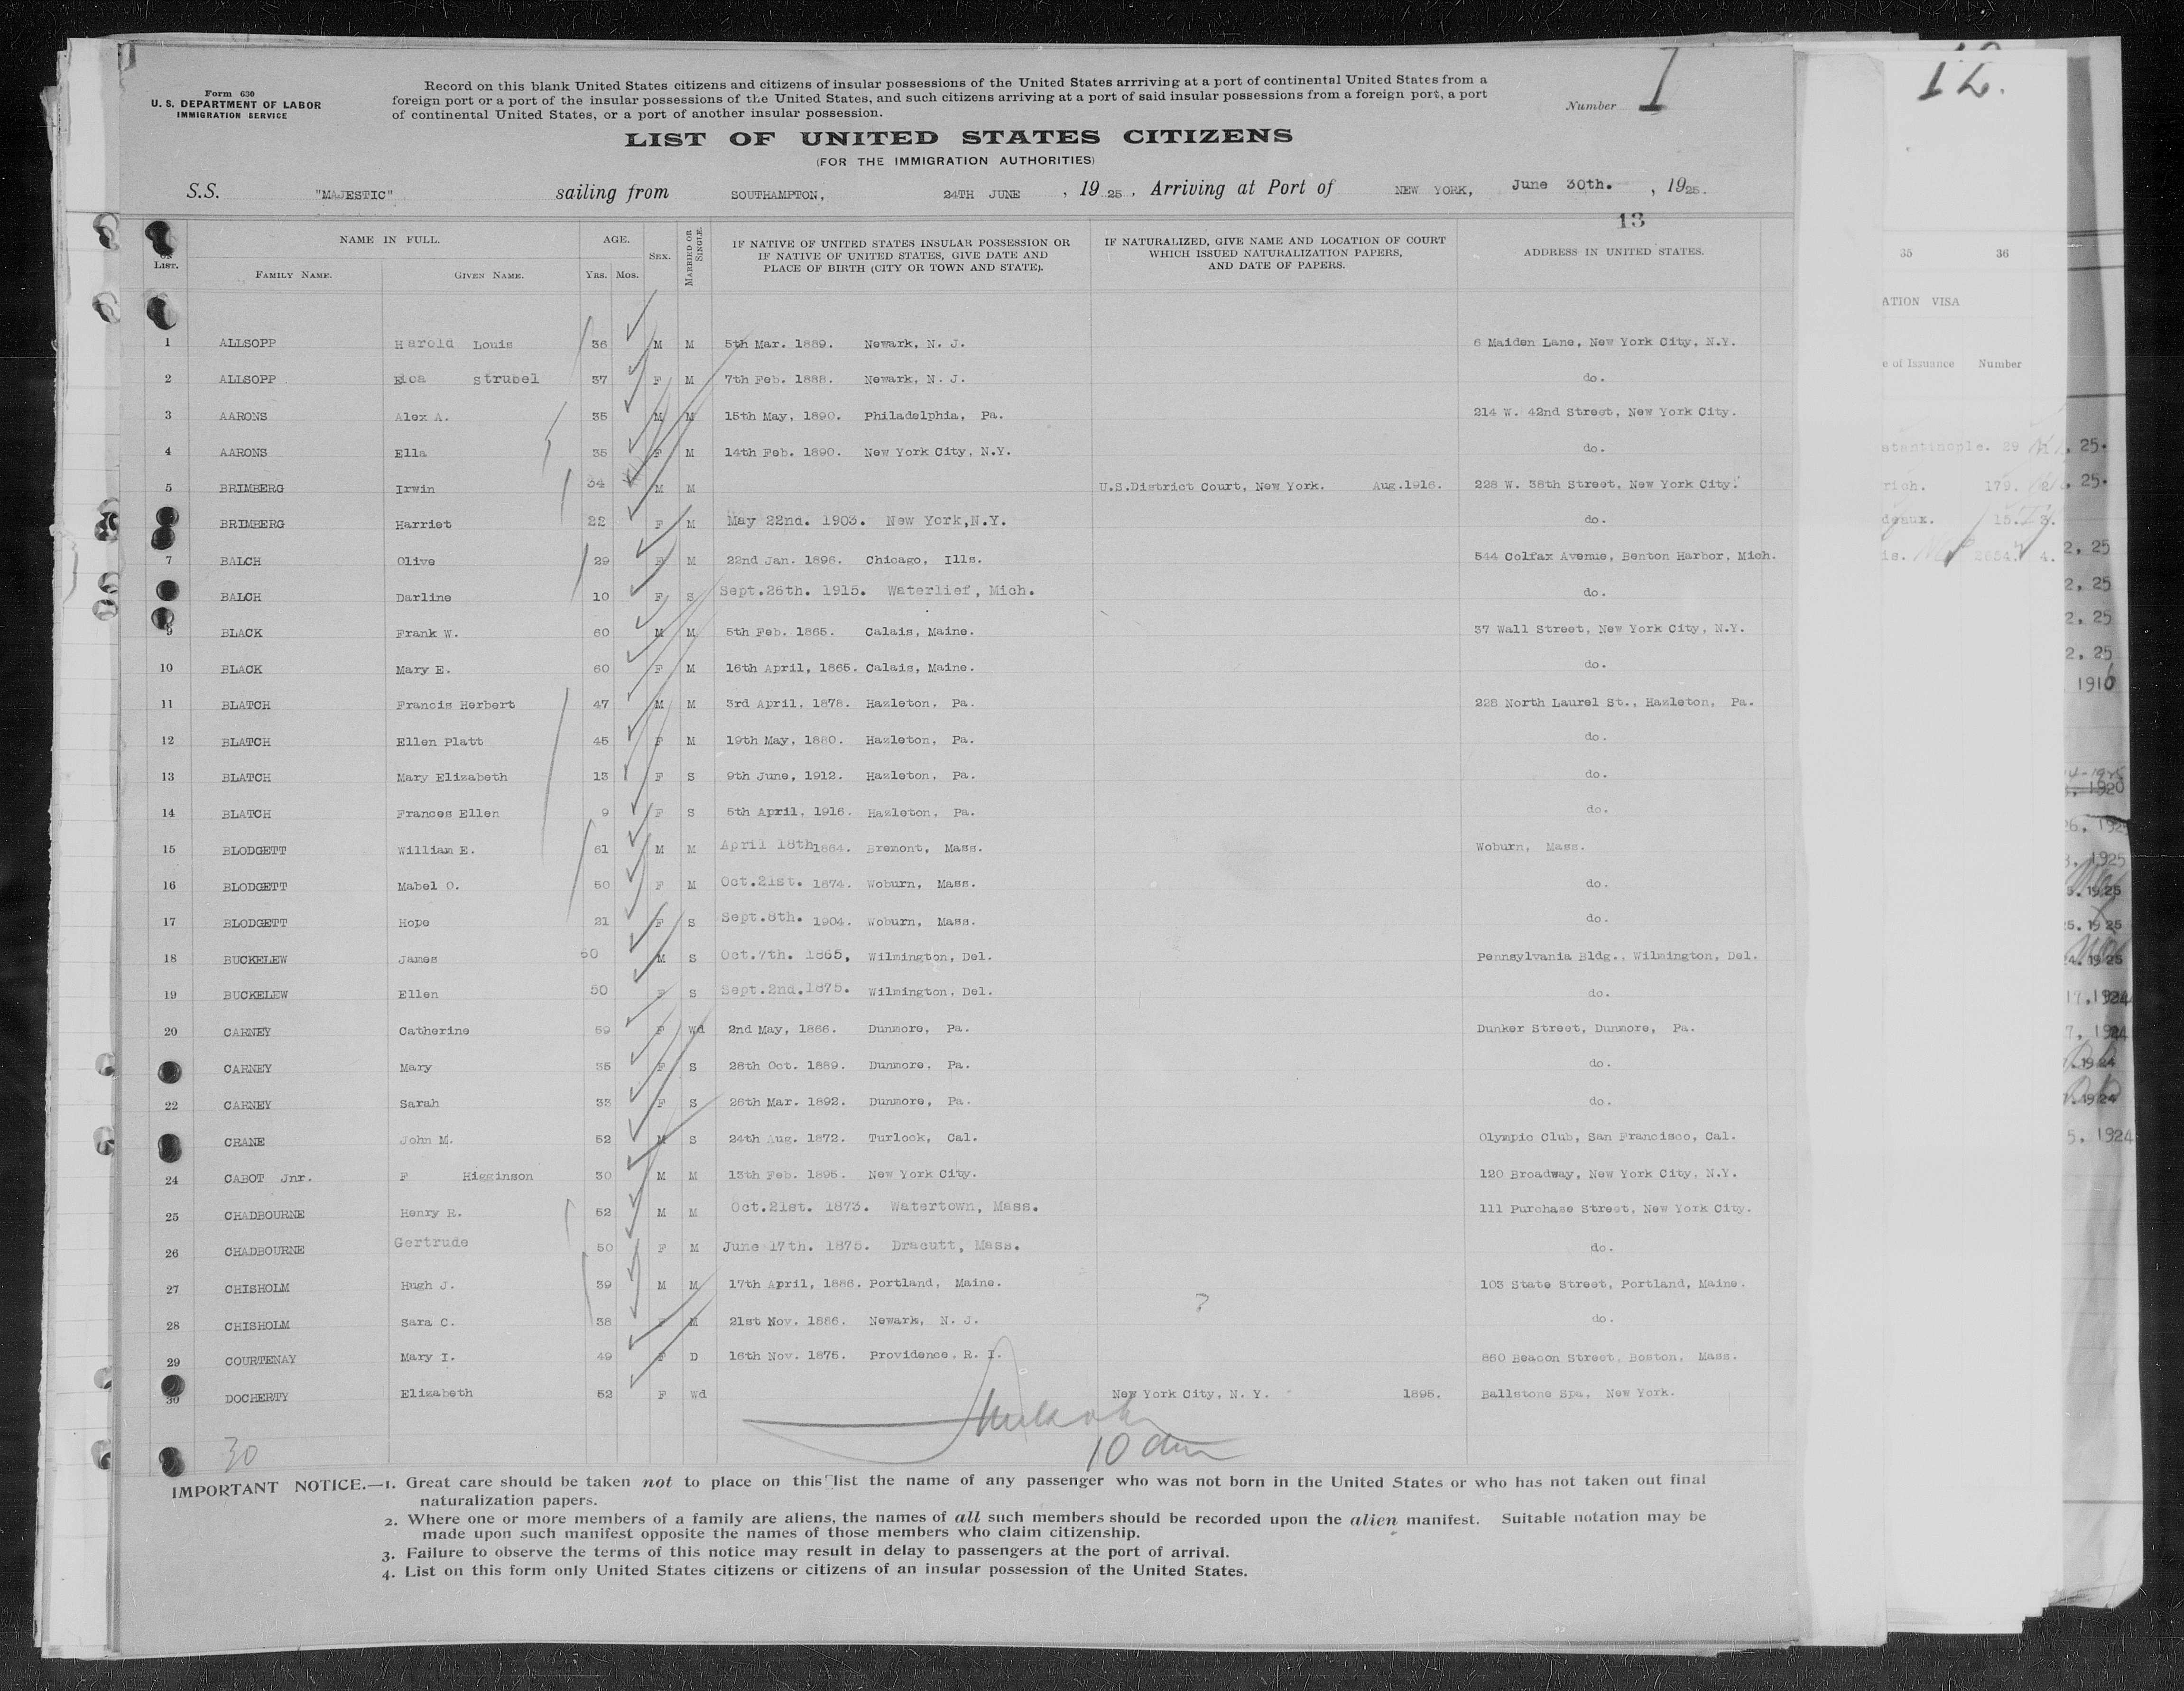 Form 630
U. S. DEPARTMENT OF LABOR
IMMIGRATION SERVICE
Record on this blank United States citizens and citizens of insular possessions of the United States arrriving at a port of continental United States from a
foreign port or a port of the insular possessions of the United States, and such citizens arriving at a port of said insular possessions from a foreign port, a port
of continental United States, or a port of another insular possession.
Number 1
12.
LIST OF UNITED STATES CITIZENS
(FOR THE IMMIGRATION AUTHORITIES)
S.S. "MAJESTIC" sailing from SOUTHAMPTON, 24TH JUNE , 19 25 , Arriving at Port of NEW YORK, June 30th. , 1925.
13
LIST. NAME IN FULL. FAMILY NAME. GIVEN NAME. AGE. YRS. MOS. SEX. MARRIED OR SINGLE.
IF NATIVE OF UNITED STATES INSULAR POSSESSION OR IF NATIVE OF UNITED STATES, GIVE DATE AND PLACE OF BIRTH (CITY OR TOWN AND STATE).
IF NATURALIZED, GIVE NAME AND LOCATION OF COURT WHICH ISSUED NATURALIZATION PAPERS, AND DATE OF PAPERS.
ADDRESS IN UNITED STATES.
35 36
ATION VISA
e of Issuance Number
1 ALLSOPP Harold Louis 36 M M 5th Mar. 1889. Newark, N. J. 6 Maiden Lane, New York City, N.Y.
2 ALLSOPP strubel 37 F M 7th Feb. 1888. Newark, N. J. do.
3 AARONS Alex A. 35 M M 15th May, 1890. Philadelphia, Pa. 214 W. 42nd Street, New York City.
4 AARONS Ella 35 F M 14th Feb. 1890. New York City, N.Y. do.
5 BRIMBERG Irwin 34 M M U.S.District Court, New York. Aug.1916. 228 W. 38th Street, New York City.
BRIMBERG Harriet 22 F M May 22nd. 1903. New York,N.Y. do.
7 BALCH Olive 29 F M 22nd Jan. 1896. Chicago, Ills. 544 Colfax Avenue, Benton Harbor, Mich.
BALCH Darline 10 F S Sept.26th. 1915. Waterlief, Mich. do.
9 BLACK Frank W. 60 M M 5th Feb. 1865. Calais, Maine. 37 Wall Street, New York City, N.Y.
10 BLACK Mary E. 60 F M 16th April, 1865. Calais, Maine. do.
11 BLATCH Francis Herbert 47 M M 3rd April, 1878. Hazleton, Pa. 228 North Laurel St., Hazleton, Pa.
12 BLATCH Ellen Platt 45 F M 19th May, 1880. Hazleton, Pa. do.
13 BLATCH Mary Elizabeth 13 F S 9th June, 1912. Hazleton, Pa. do.
14 BLATCH Frances Ellen 9 F S 5th April, 1916. Hazleton, Pa. do.
15 BLODGETT William E. 61 M M April 18th 1864. Bremont, Mass. Woburn, Mass.
16 BLODGETT Mabel O. 50 F M Oct.21st. 1874. Woburn, Mass. do.
17 BLODGETT Hope 21 F S Sept.8th. 1904. Woburn, Mass. do.
18 BUCKELEW James 50 M S Oct.7th. 1865, Wilmington, Del. Pennsylvania Bldg., Wilmington, Del.
19 BUCKELEW Ellen 50 F S Sept.2nd.1875. Wilmington, Del. do.
20 CARNEY Catherine 59 F Wd 2nd May, 1866. Dunmore, Pa. Dunker Street, Dunmore, Pa.
CARNEY Mary 35 F S 28th Oct. 1889. Dunmore, Pa. do.
22 CARNEY Sarah 33 F S 26th Mar. 1892. Dunmore, Pa. do.
CRANE John M. 52 M S 24th Aug. 1872. Turlock, Cal. Olympic Club, San Francisco, Cal.
24 CABOT Jnr. F Higginson 30 M M 13th Feb. 1895. New York City. 120 Broadway, New York City, N.Y.
25 CHADBOURNE Henry R. 52 M M Oct.21st. 1873. Watertown, Mass. 111 Purchase Street, New York City.
26 CHADBOURNE Gertrude 50 F M June 17th. 1875. Dracutt, Mass. do.
27 CHISHOLM Hugh J. 39 M M 17th April, 1886. Portland, Maine. 103 State Street, Portland, Maine.
28 CHISHOLM Sara C. 38 F M 21st Nov. 1886. Newark, N. J. ? do.
29 COURTENAY Mary I. 49 F D 16th Nov. 1875. Providence, R. I. 860 Beacon Street, Boston, Mass.
30 DOCHERTY Elizabeth 52 F Wd New York City, N. Y. 1895. Ballstone Spa, New York.
30
10 am
IMPORTANT NOTICE.—1. Great care should be taken not to place on this list the name of any passenger who was not born in the United States or who has not taken out final
naturalization papers.
2. Where one or more members of a family are aliens, the names of all such members should be recorded upon the alien manifest. Suitable notation may be
made upon such manifest opposite the names of those members who claim citizenship.
3. Failure to observe the terms of this notice may result in delay to passengers at the port of arrival.
4. List on this form only United States citizens or citizens of an insular possession of the United States.